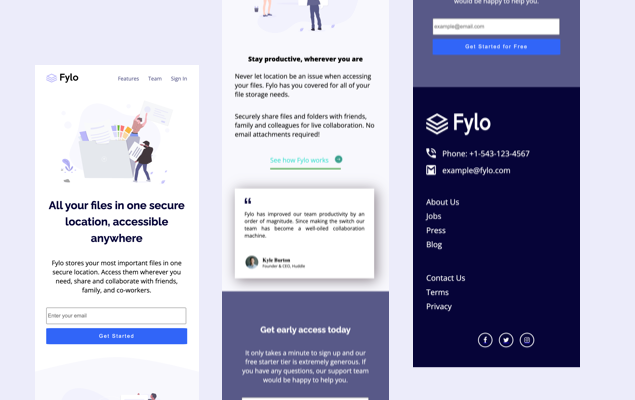 Fylo
Features Team Sign In
All your files in one secure
location, accessible
anywhere
Fylo stores your most important files in one
secure location. Access them wherever you
need, share and collaborate with friends,
family, and co-workers.
Enter your email
Get Started
Stay productive, wherever you are
Never let location be an issue when accessing
your files. Fylo has you covered for all of your
file storage needs.
Securely share files and folders with friends,
family and colleagues for live collaboration. No
email attachments required!
See how Fylo works
“
Fylo has improved our team productivity by an
order of magnitude. Since making the switch our
team has become a well-oiled collaboration
machine.
Kyle Burton
Founder & CEO, Huddle
Get early access today
It only takes a minute to sign up and our
free starter tier is extremely generous. If
you have any questions, our support team
would be happy to help you.
would be happy to help you.
example@email.com
Get Started for Free
Fylo
Phone: +1-543-123-4567
example@fylo.com
About Us
Jobs
Press
Blog
Contact Us
Terms
Privacy